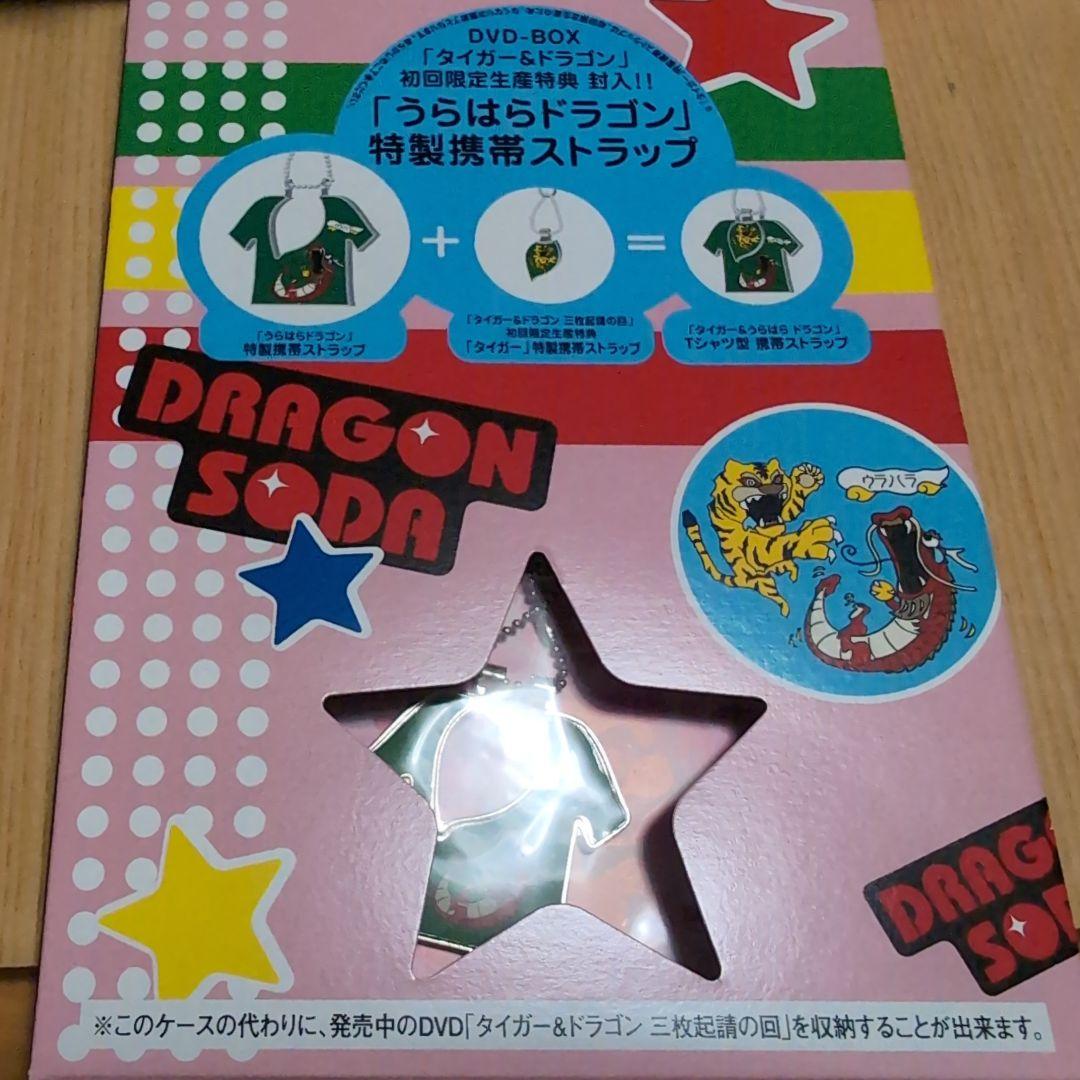 DVD-BOX
「タイガー&ドラゴン」
初回限定生産特典 封入!!
「うらはらドラゴン」
特製携帯ストラップ
+
=
「うらはらドラゴン」
特製携帯ストラップ
「タイガー&ドラゴン 三枚起請の回」
初回限定生産特典
「タイガー」特製携帯ストラップ
「タイガー&うらはら ドラゴン」
Tシャツ型 携帯ストラップ
DRAGON
SODA
ウラハラ
DRAG
SO
※このケースの代わりに、発売中のDVD「タイガー&ドラゴン 三枚起請の回」を収納することが出来ます。